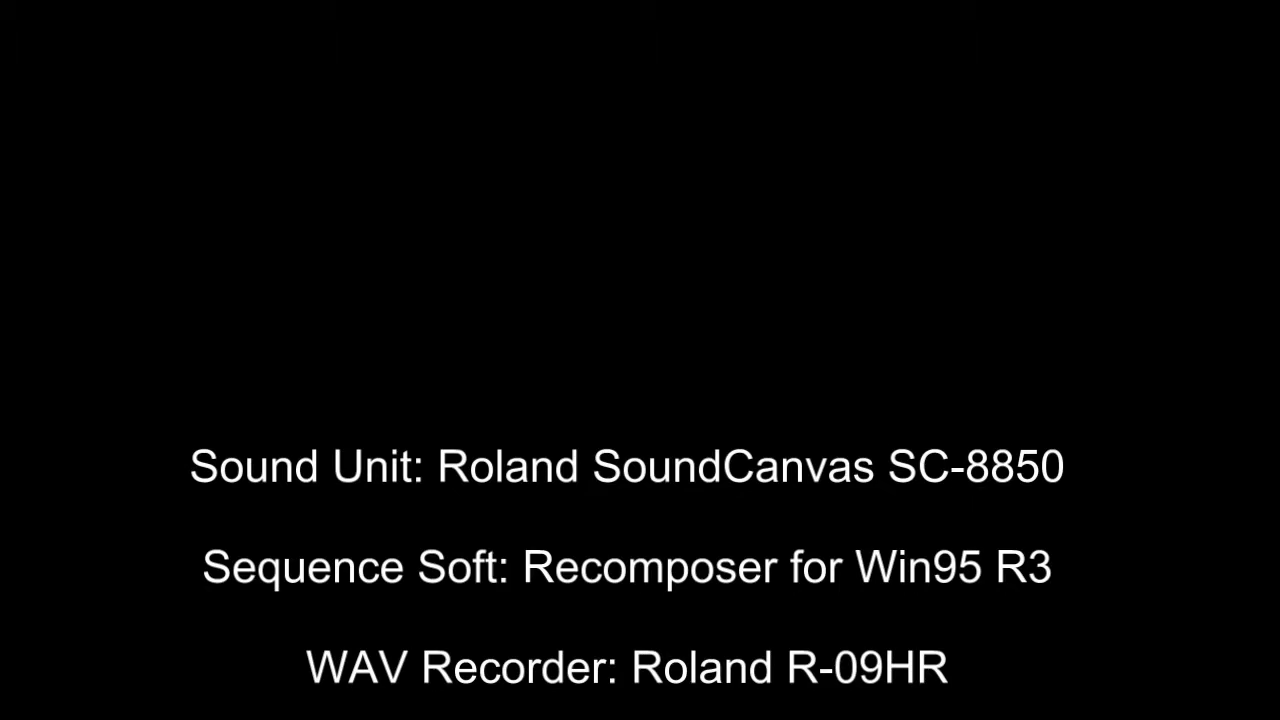 Sound Unit: Roland SoundCanvas SC-8850
Sequence Soft: Recomposer for Win95 R3
WAV Recorder: Roland R-09HR